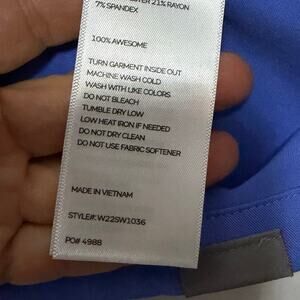 21% RAYON
7% SPANDEX
100% AWESOME
TURN GARMENT INSIDE OUT
MACHINE WASH COLD
WASH WITH LIKE COLORS
DO NOT BLEACH
TUMBLE DRY LOW
LOW HEAT IRON IF NEEDED
DO NOT DRY CLEAN
DO NOT USE FABRIC SOFTENER
MADE IN VIETNAM
STYLE#: W22SW1036
PO# 4988